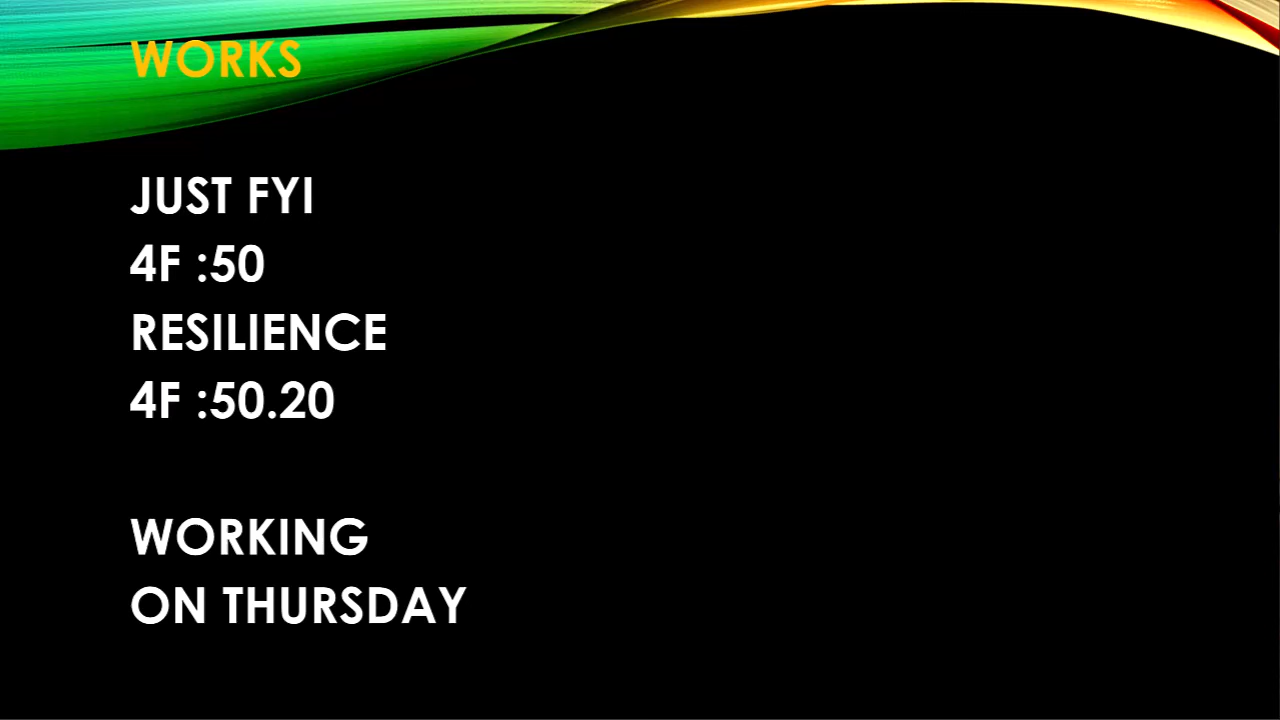 WORKS
JUST FYI
4F :50
RESILIENCE
4F :50.20
WORKING
ON THURSDAY